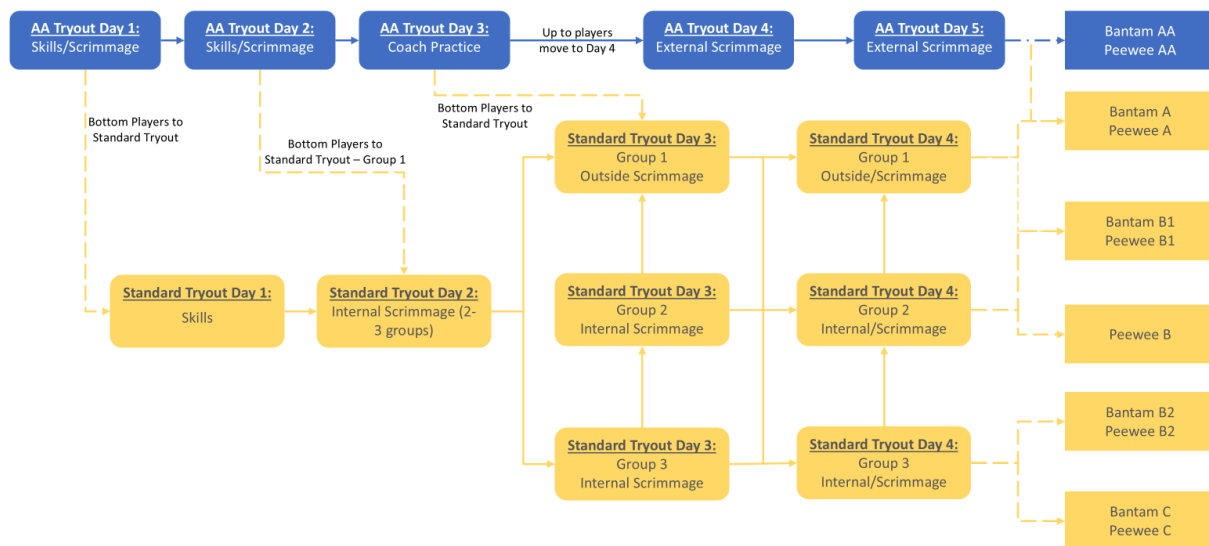 AA Tryout Day 1:
Skills/Scrimmage
AA Tryout Day 2:
Skills/Scrimmage
AA Tryout Day 3:
Coach Practice
Up to players
move to Day 4
AA Tryout Day 4:
External Scrimmage
AA Tryout Day 5:
External Scrimmage
Bantam AA
Peewee AA
Bottom Players to
Standard Tryout
Bottom Players to
Standard Tryout – Group 1
Bottom Players to
Standard Tryout
Bantam A
Peewee A
Standard Tryout Day 3:
Group 1
Outside Scrimmage
Standard Tryout Day 4:
Group 1
Outside/Scrimmage
Bantam B1
Peewee B1
Standard Tryout Day 1:
Skills
Standard Tryout Day 2:
Internal Scrimmage (2-
3 groups)
Standard Tryout Day 3:
Group 2
Internal Scrimmage
Standard Tryout Day 4:
Group 2
Internal/Scrimmage
Peewee B
Bantam B2
Peewee B2
Standard Tryout Day 3:
Group 3
Internal Scrimmage
Standard Tryout Day 4:
Group 3
Internal/Scrimmage
Bantam C
Peewee C